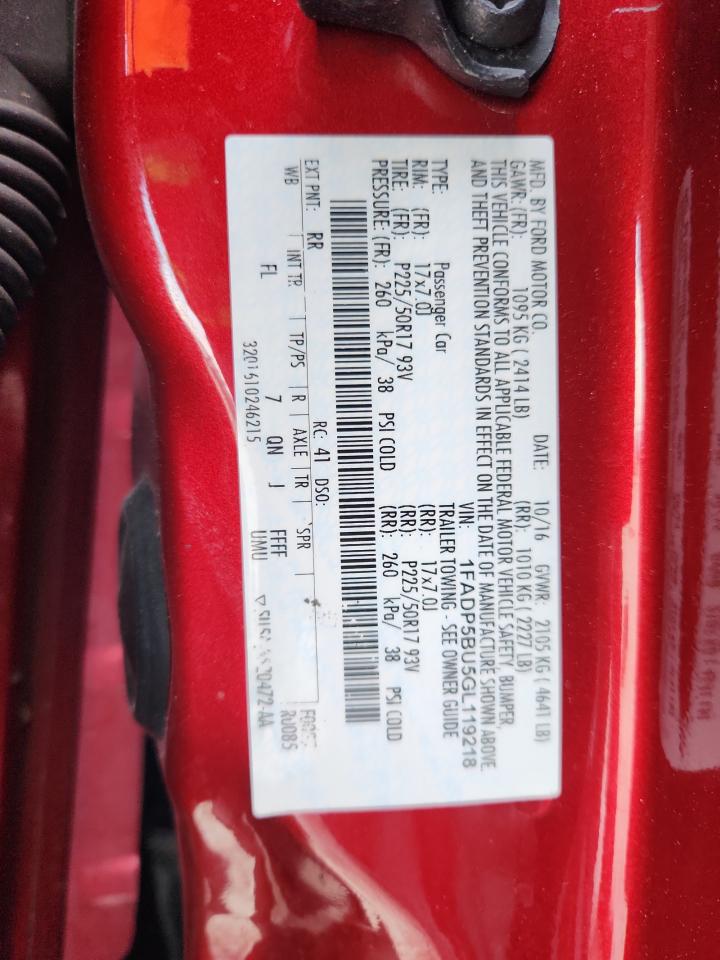 MFD. BY FORD MOTOR CO.
DATE: 10/16 GVWR: 2105 KG ( 4641 LB)
GAWR: (FR): 1095 KG ( 2414 LB) (RR): 1010 KG ( 2227 LB)
THIS VEHICLE CONFORMS TO ALL APPLICABLE FEDERAL MOTOR VEHICLE SAFETY, BUMPER,
AND THEFT PREVENTION STANDARDS IN EFFECT ON THE DATE OF MANUFACTURE SHOWN ABOVE.
VIN: 1FADP5BU5GL119218
TYPE: Passenger Car TRAILER TOWING - SEE OWNER GUIDE
RIM: (FR): 17x7.0J (RR): 17x7.0J
TIRE: (FR): P225/50R17 93V (RR): P225/50R17 93V
PRESSURE: (FR): 260 kPa/ 38 PSI COLD (RR): 260 kPa/ 38 PSI COLD
EXT PNT: RR RC: 41 DSO:
WB INT TR TP/PS R AXLE TR SPR
FL 7 QN J FFFF R0085
3201610246215 UMU